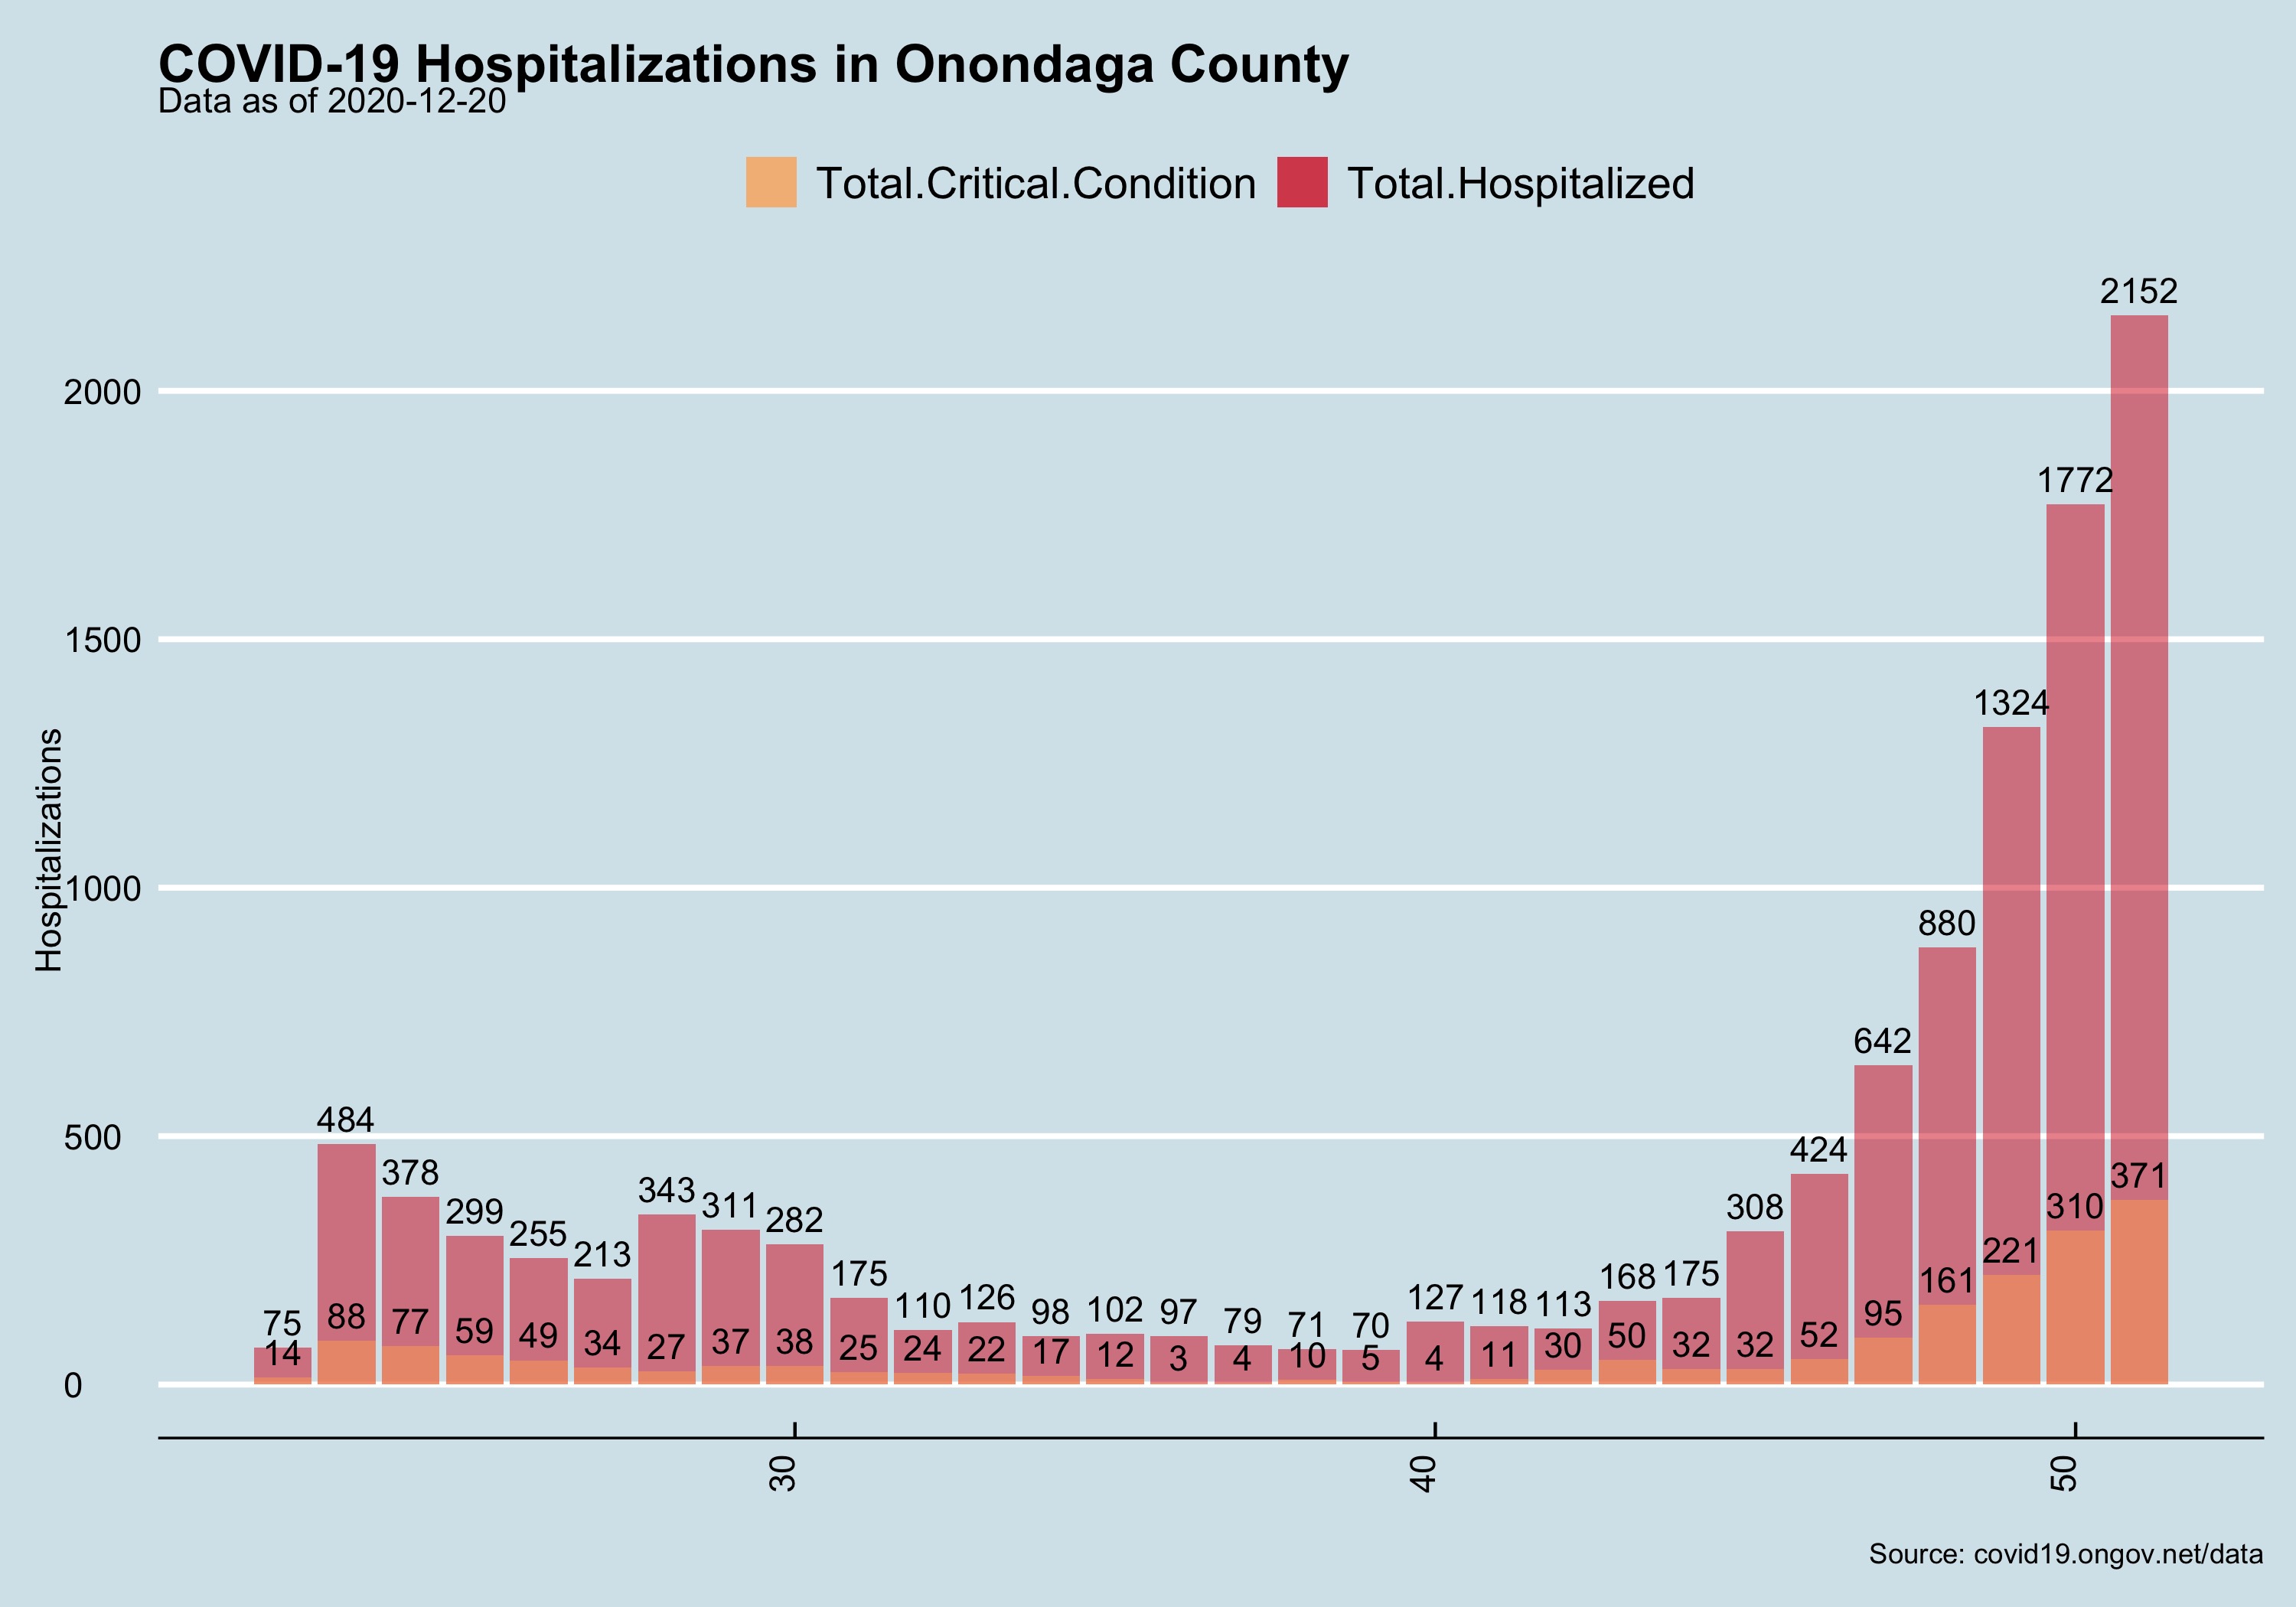 COVID-19 Hospitalizations in Onondaga County
Data as of 2020-12-20
Total.Critical.Condition Total.Hospitalized
2152
2000
1772
1500
1324
Hospitalizations
1000
880
642
500
484 378 299 255 213 343 311 282 175 110 126 98 102 97 79 71 70 127 118 113 168 175 308 424
75
14 88 77 59 49 34 27 37 38 25 24 22 17 12 3 4 10 5 4 11 30 50 32 32 52 95 161 221 310 371
0
30 40 50
Source: covid19.ongov.net/data